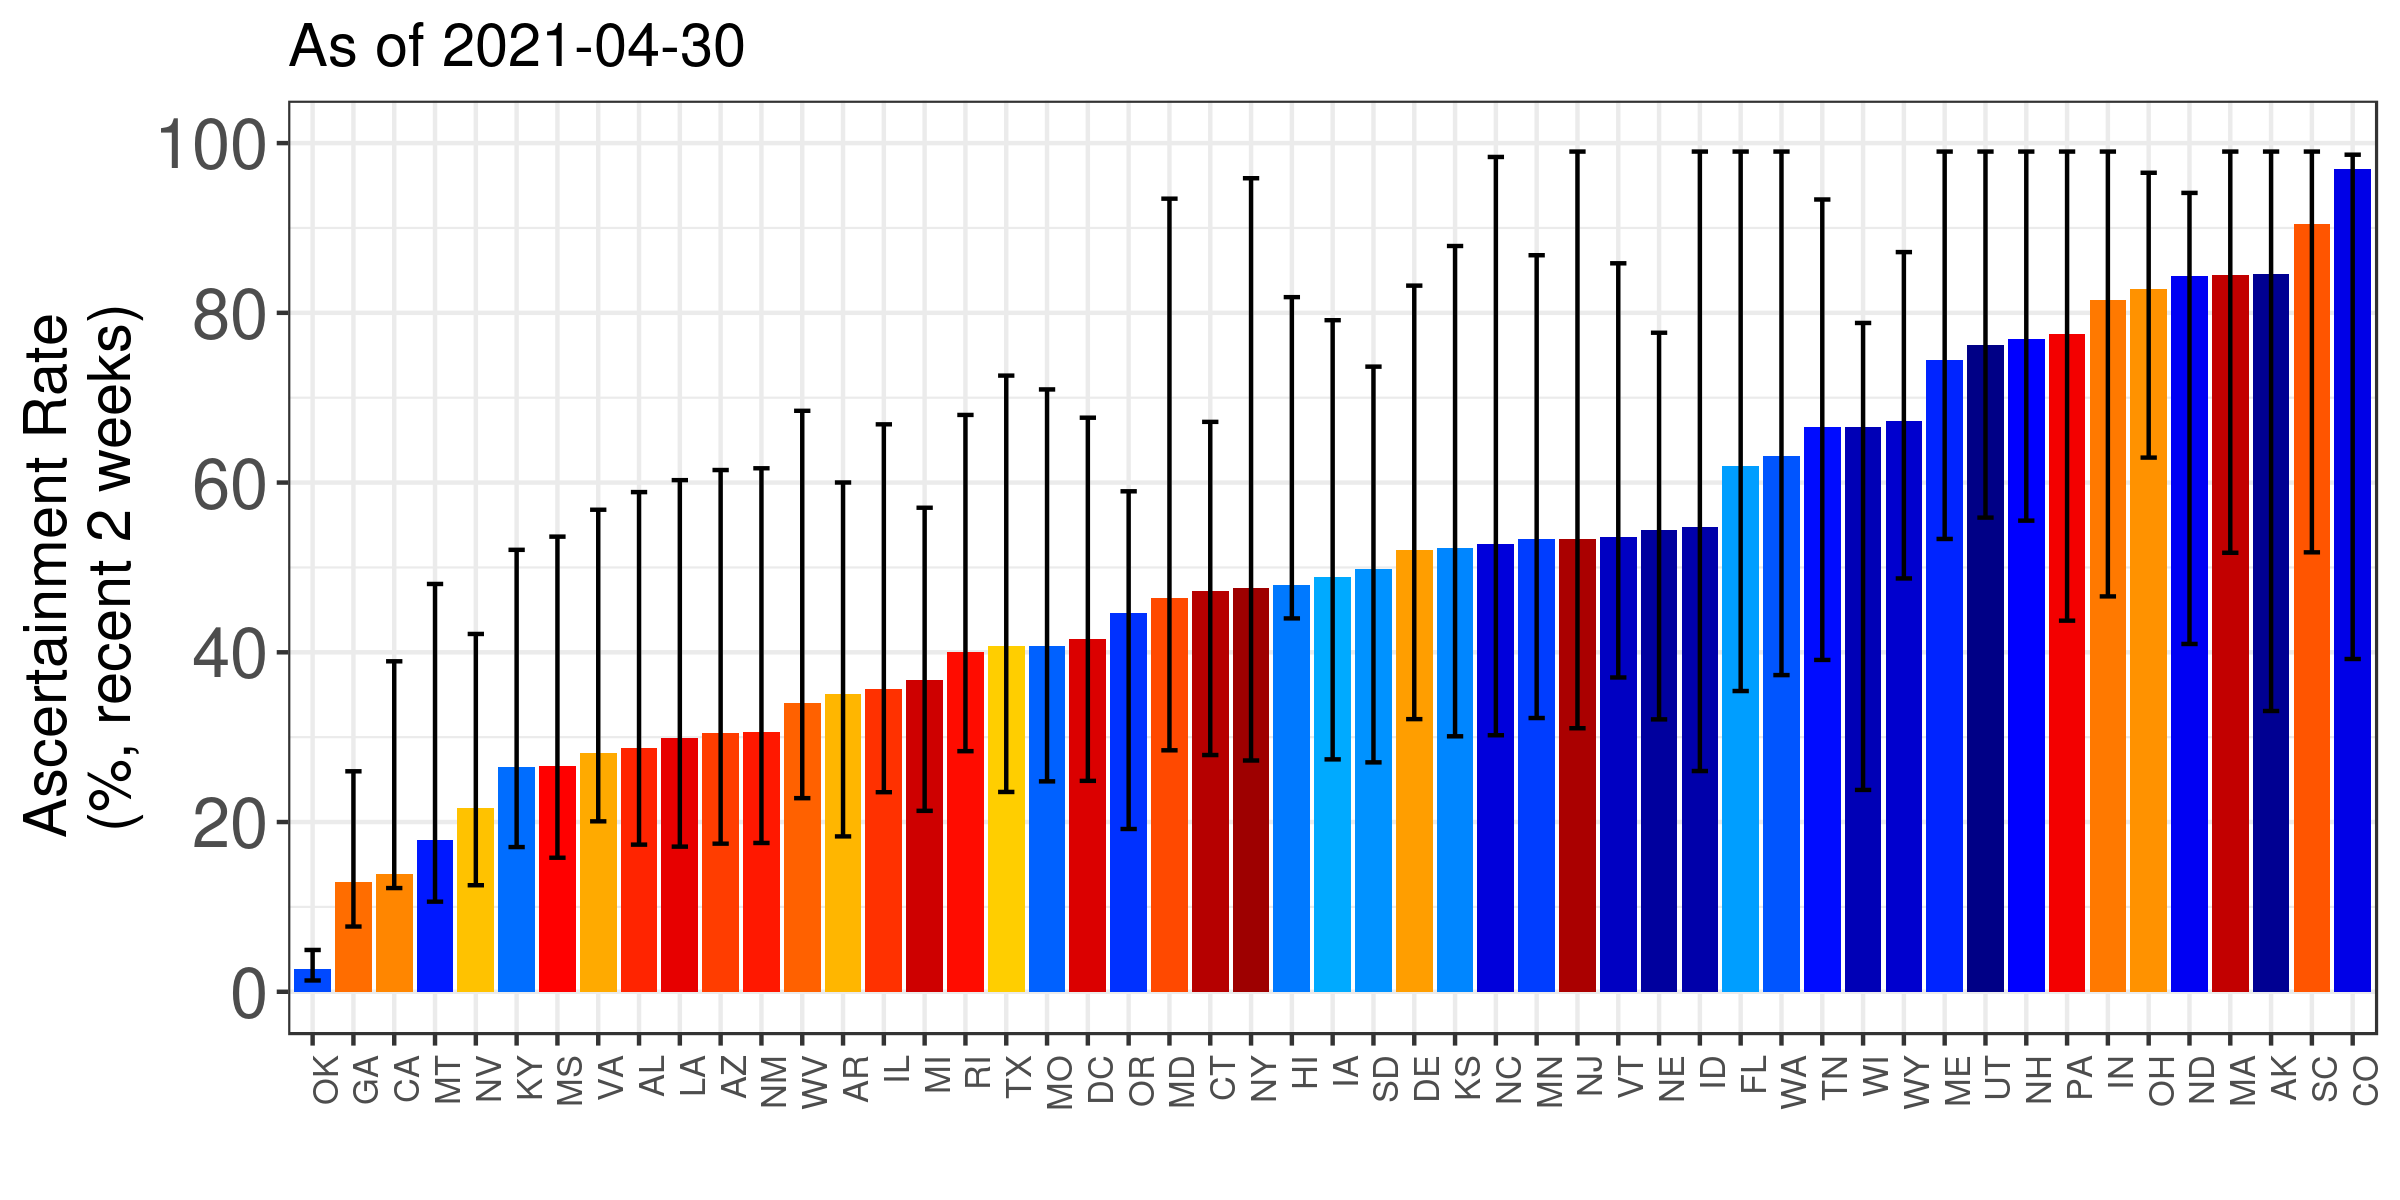 As of 2021-04-30
Ascertainment Rate
(%, recent 2 weeks)
100
80
60
40
20
0
OK
GA
CA
MT
NV
KY
MS
VA
AL
LA
AZ
NM
WV
AR
IL
MI
RI
TX
MO
DC
OR
MD
CT
NY
HI
IA
SD
DE
KS
NC
MN
NJ
VT
NE
ID
FL
WA
TN
WI
WY
ME
UT
NH
PA
IN
OH
ND
MA
AK
SC
CO